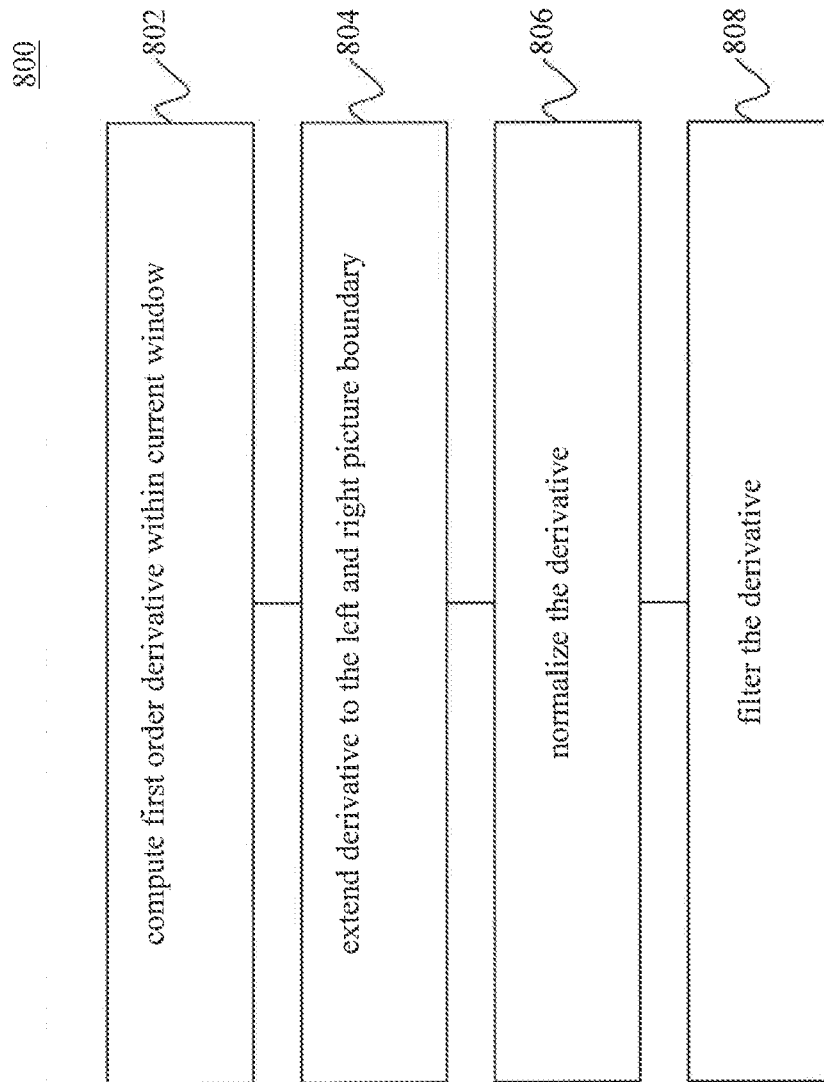 800
compute first order derivative within current window
802
extend derivative to the left and right picture boundary
804
normalize the derivative
806
filter the derivative
808